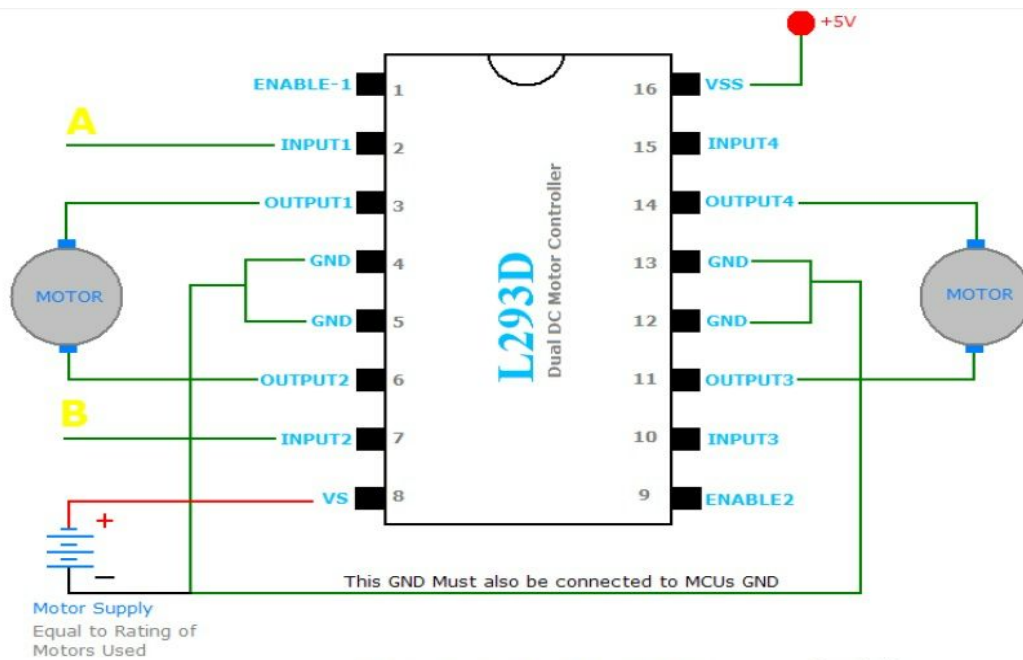 +5V
ENABLE-1
1
16
VSS
A
INPUT1
2
15
INPUT4
OUTPUT1
3
14
OUTPUT4
GND
4
13
GND
MOTOR
L293D
Dual DC Motor Controller
MOTOR
GND
5
12
GND
OUTPUT2
6
11
OUTPUT3
B
INPUT2
7
10
INPUT3
VS
8
9
ENABLE2
+
−
This GND Must also be connected to MCUs GND
Motor Supply
Equal to Rating of
Motors Used